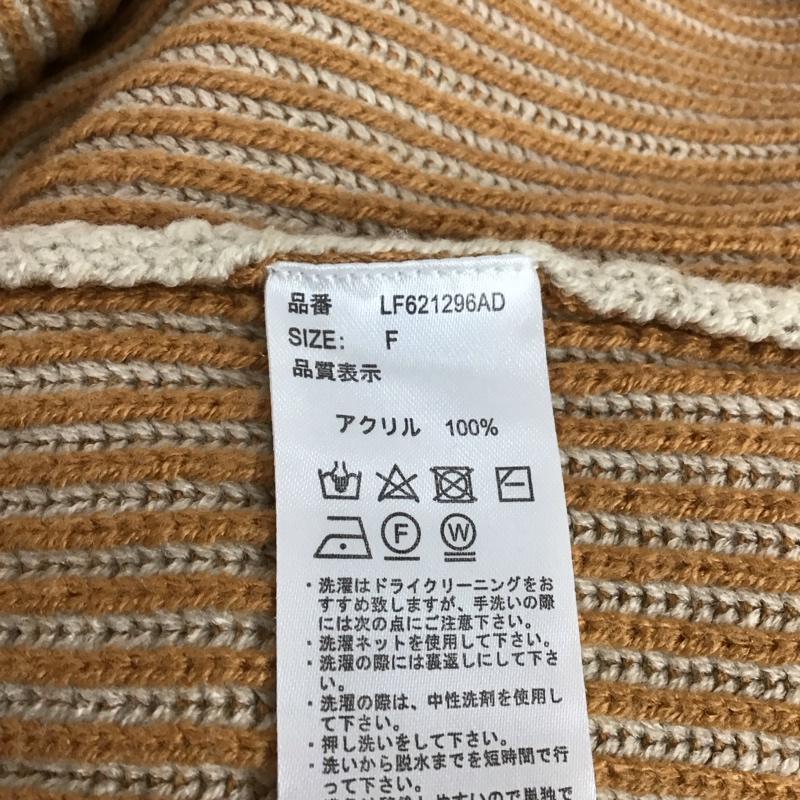 品番 LF621296AD
SIZE: F
品質表示
アクリル 100%
F W
・洗濯はドライクリーニングをお
すすめ致しますが、手洗いの際
には次の点にご注意下さい。
・洗濯ネットを使用して下さい。
・洗濯の際には裏返しにして下さ
い。
・洗濯の際は、中性洗剤を使用し
て下さい。
・押し洗いをして下さい。
・洗いから脱水までを短時間で行
って下さい。